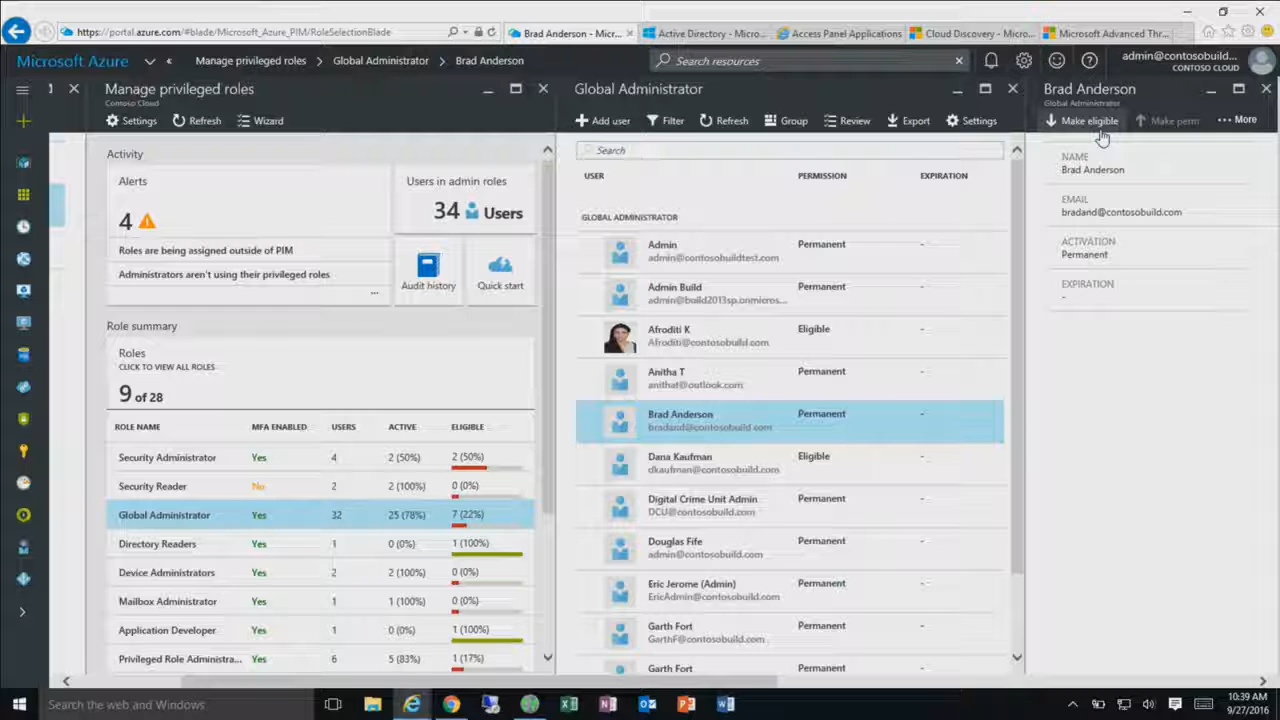 https://portal.azure.com/#blade/Microsoft_Azure_PIM/RoleSelectionBlade
Brad Anderson - Micr...
Active Directory - Micro...
Access Panel Applications
Cloud Discovery - Micro...
Microsoft Advanced Thr...
Microsoft Azure
Manage privileged roles
Global Administrator
Brad Anderson
Search resources
admin@contosobuild...
CONTOSO CLOUD
Manage privileged roles
Contoso Cloud
Settings
Refresh
Wizard
Activity
Alerts
4
Roles are being assigned outside of PIM
Administrators aren't using their privileged roles
...
Users in admin roles
34 Users
Audit history
Quick start
Role summary
Roles
CLICK TO VIEW ALL ROLES
9 of 28
ROLE NAME MFA ENABLED USERS ACTIVE ELIGIBLE
Security Administrator Yes 4 2 (50%) 2 (50%)
Security Reader No 2 2 (100%) 0 (0%)
Global Administrator Yes 32 25 (78%) 7 (22%)
Directory Readers Yes 1 0 (0%) 1 (100%)
Device Administrators Yes 2 2 (100%) 0 (0%)
Mailbox Administrator Yes 1 1 (100%) 0 (0%)
Application Developer Yes 1 0 (0%) 1 (100%)
Privileged Role Administra... Yes 6 5 (83%) 1 (17%)
Global Administrator
Add user
Filter
Refresh
Group
Review
Export
Settings
Search
USER PERMISSION EXPIRATION
GLOBAL ADMINISTRATOR
Admin Permanent -
admin@contosobuildtest.com
Admin Build Permanent -
admin@build2013sp.onmicros...
Afroditi K Eligible -
Afroditi@contosobuild.com
Anitha T Permanent -
anithat@outlook.com
Brad Anderson Permanent -
bradand@contosobuild.com
Dana Kaufman Eligible -
dkaufman@contosobuild.com
Digital Crime Unit Admin Permanent -
DCU@contosobuild.com
Douglas Fife Permanent -
admin@contosobuild.com
Eric Jerome (Admin) Permanent -
EricAdmin@contosobuild.com
Garth Fort Permanent -
GarthF@contosobuild.com
Garth Fort Permanent -
Brad Anderson
Global Administrator
Make eligible
Make perm
... More
NAME
Brad Anderson
EMAIL
bradand@contosobuild.com
ACTIVATION
Permanent
EXPIRATION
-
Search the web and Windows
10:39 AM
9/27/2016